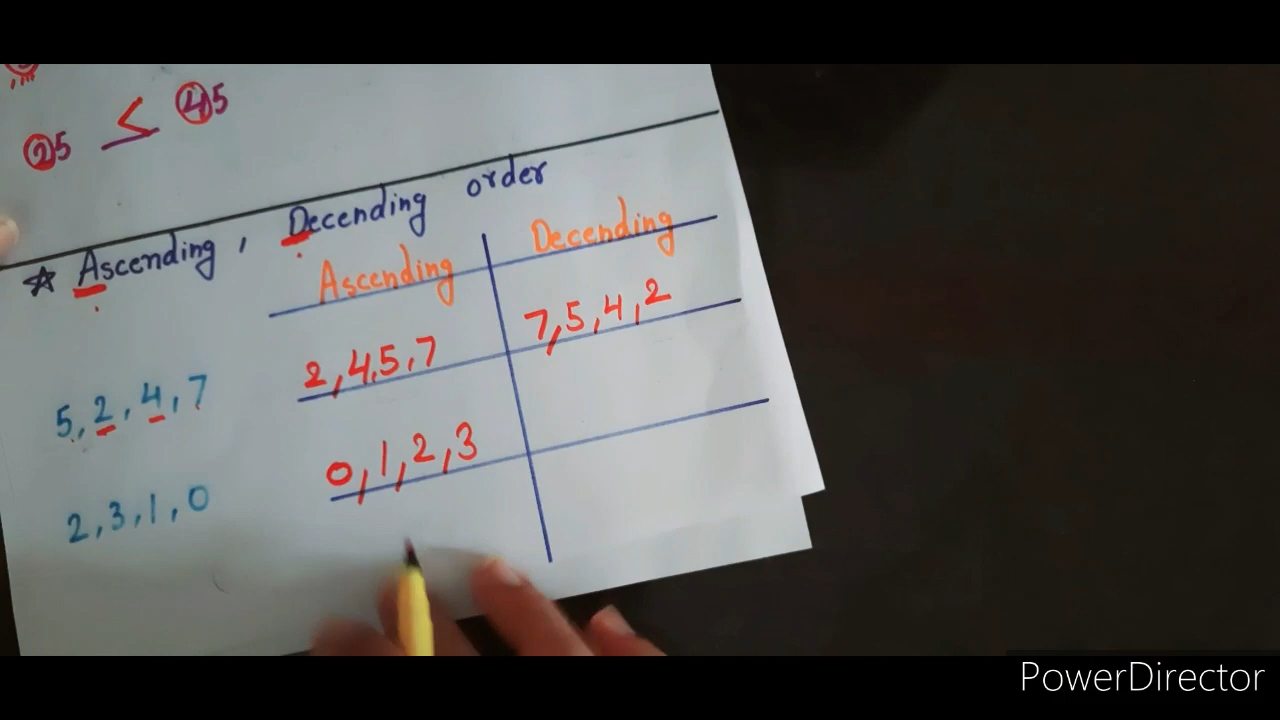 25 < 45
☆ Ascending, Decending order
Ascending Decending
5, 2, 4, 7 2, 4, 5, 7 7, 5, 4, 2
2, 3, 1, 0 0, 1, 2, 3
PowerDirector